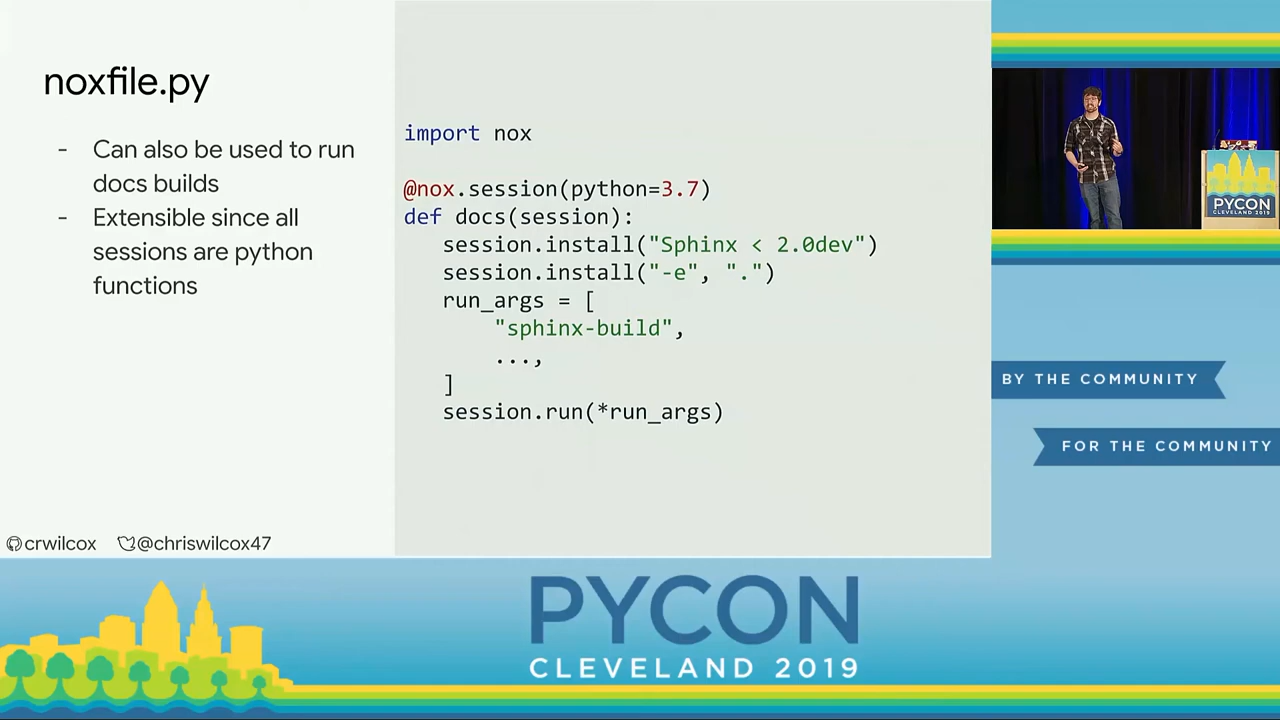 noxfile.py
- Can also be used to run
docs builds
- Extensible since all
sessions are python
functions
import nox
@nox.session(python=3.7)
def docs(session):
session.install("Sphinx < 2.0dev")
session.install("-e", ".")
run_args = [
"sphinx-build",
...,
]
session.run(*run_args)
crwilcox @chriswilcox47
PYCON
CLEVELAND 2019
BY THE COMMUNITY
FOR THE COMMUNITY
PYCON
CLEVELAND 2019